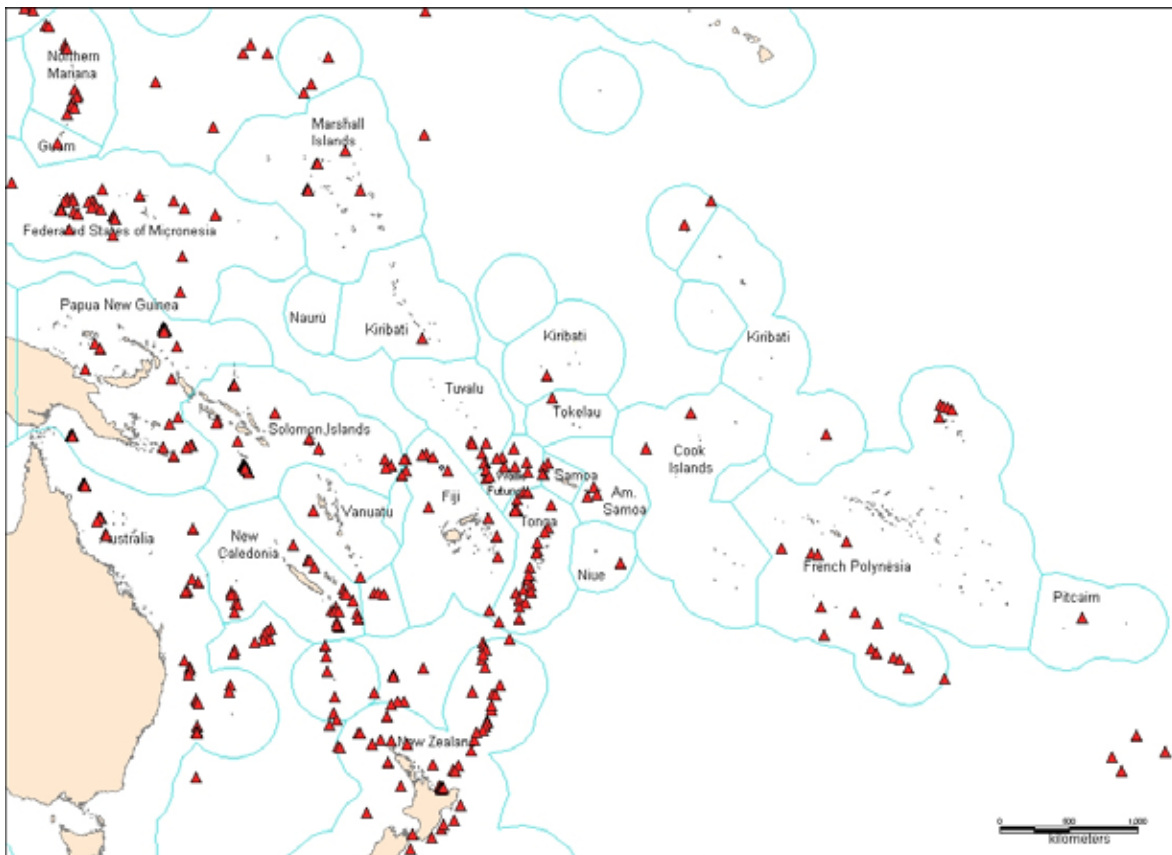 Northern
Mariana
Guam
Marshall
Islands
Federated States of Micronesia
Papua New Guinea
Nauru
Kiribati
Kiribati
Kiribati
Tuvalu
Tokelau
Solomon Islands
Cook
Islands
Wallis
Futuna
Samoa
Am.
Samoa
Fiji
Vanuatu
Tonga
Australia
New
Caledonia
Niue
French Polynesia
Pitcairn
New Zealand
0 500 1,000
kilometers